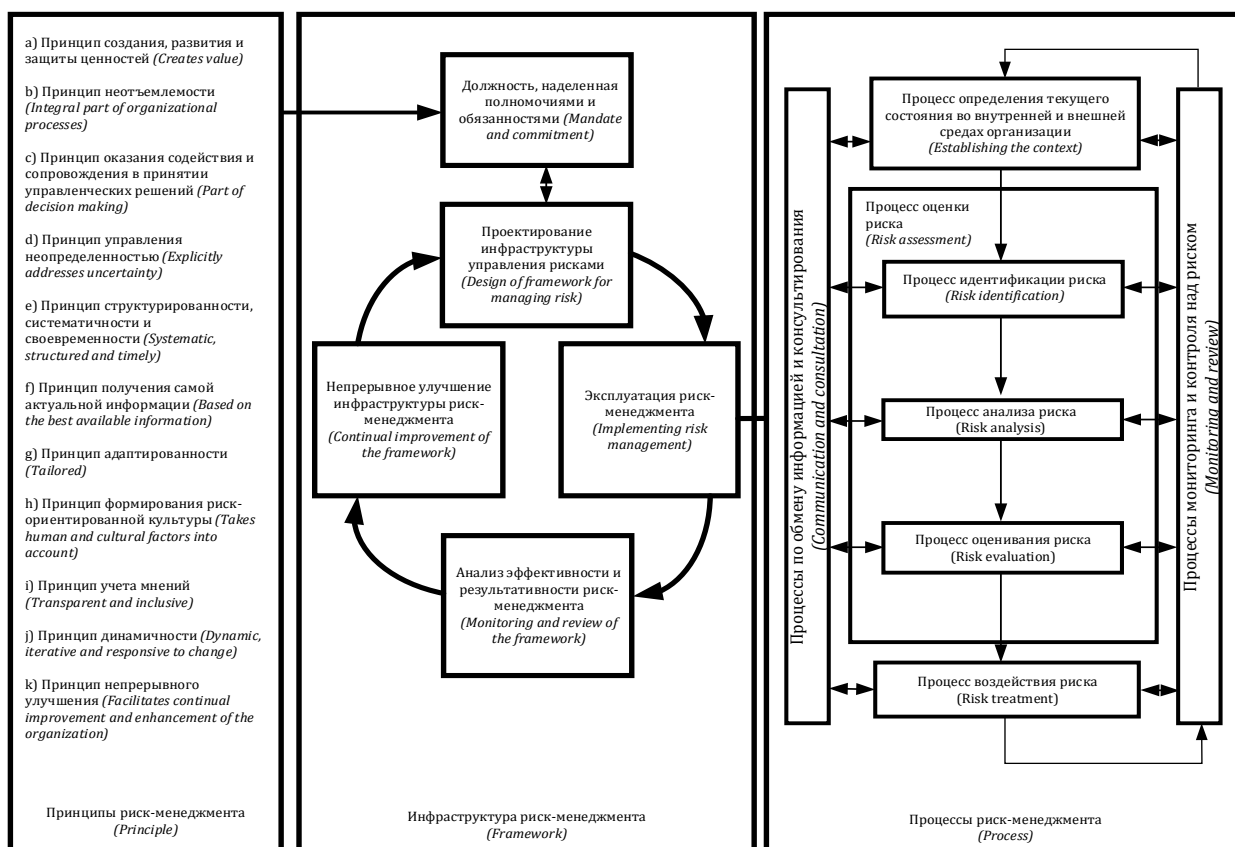 a) Принцип создания, развития и
защиты ценностей (Creates value)
b) Принцип неотъемлемости
(Integral part of organizational
processes)
c) Принцип оказания содействия и
сопровождения в принятии
управленческих решений (Part of
decision making)
d) Принцип управления
неопределенностью (Explicitly
addresses uncertainty)
e) Принцип структурированности,
систематичности и
своевременности (Systematic,
structured and timely)
f) Принцип получения самой
актуальной информации (Based on
the best available information)
g) Принцип адаптированности
(Tailored)
h) Принцип формирования риск-
ориентированной культуры (Takes
human and cultural factors into
account)
i) Принцип учета мнений
(Transparent and inclusive)
j) Принцип динамичности (Dynamic,
iterative and responsive to change)
k) Принцип непрерывного
улучшения (Facilitates continual
improvement and enhancement of the
organization)
Принципы риск-менеджмента
(Principle)
Должность, наделенная
полномочиями и
обязанностями (Mandate
and commitment)
Проектирование
инфраструктуры
управления рисками
(Design of framework for
managing risk)
Непрерывное улучшение
инфраструктуры риск-
менеджмента
(Continual improvement of
the framework)
Эксплуатация риск-
менеджмента
(Implementing risk
management)
Анализ эффективности и
результативности риск-
менеджмента
(Monitoring and review of
the framework)
Инфраструктура риск-менеджмента
(Framework)
Процессы по обмену информацией и консультирования
(Communication and consultation)
Процесс определения текущего
состояния во внутренней и внешней
средах организации
(Establishing the context)
Процесс оценки
риска
(Risk assessment)
Процесс идентификации риска
(Risk identification)
Процесс анализа риска
(Risk analysis)
Процесс оценивания риска
(Risk evaluation)
Процесс воздействия риска
(Risk treatment)
Процессы мониторинга и контроля над риском
(Monitoring and review)
Процессы риск-менеджмента
(Process)